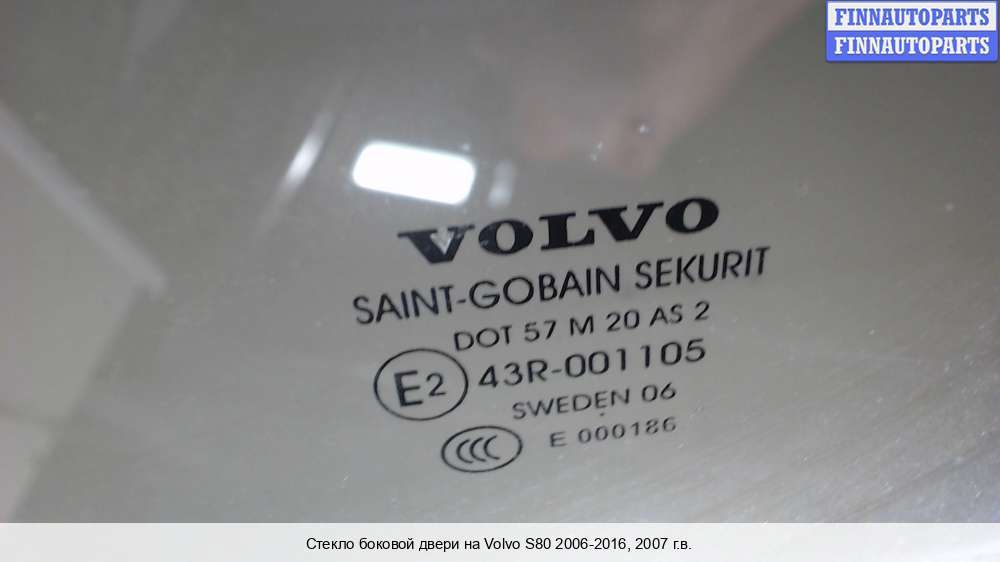 FINNAUTOPARTS
FINNAUTOPARTS
VOLVO
SAINT-GOBAIN SEKURIT
DOT 57 M 20 AS 2
E2 43R-001105
SWEDEN 06
CCC E 000186
Стекло боковой двери на Volvo S80 2006-2016, 2007 г.в.